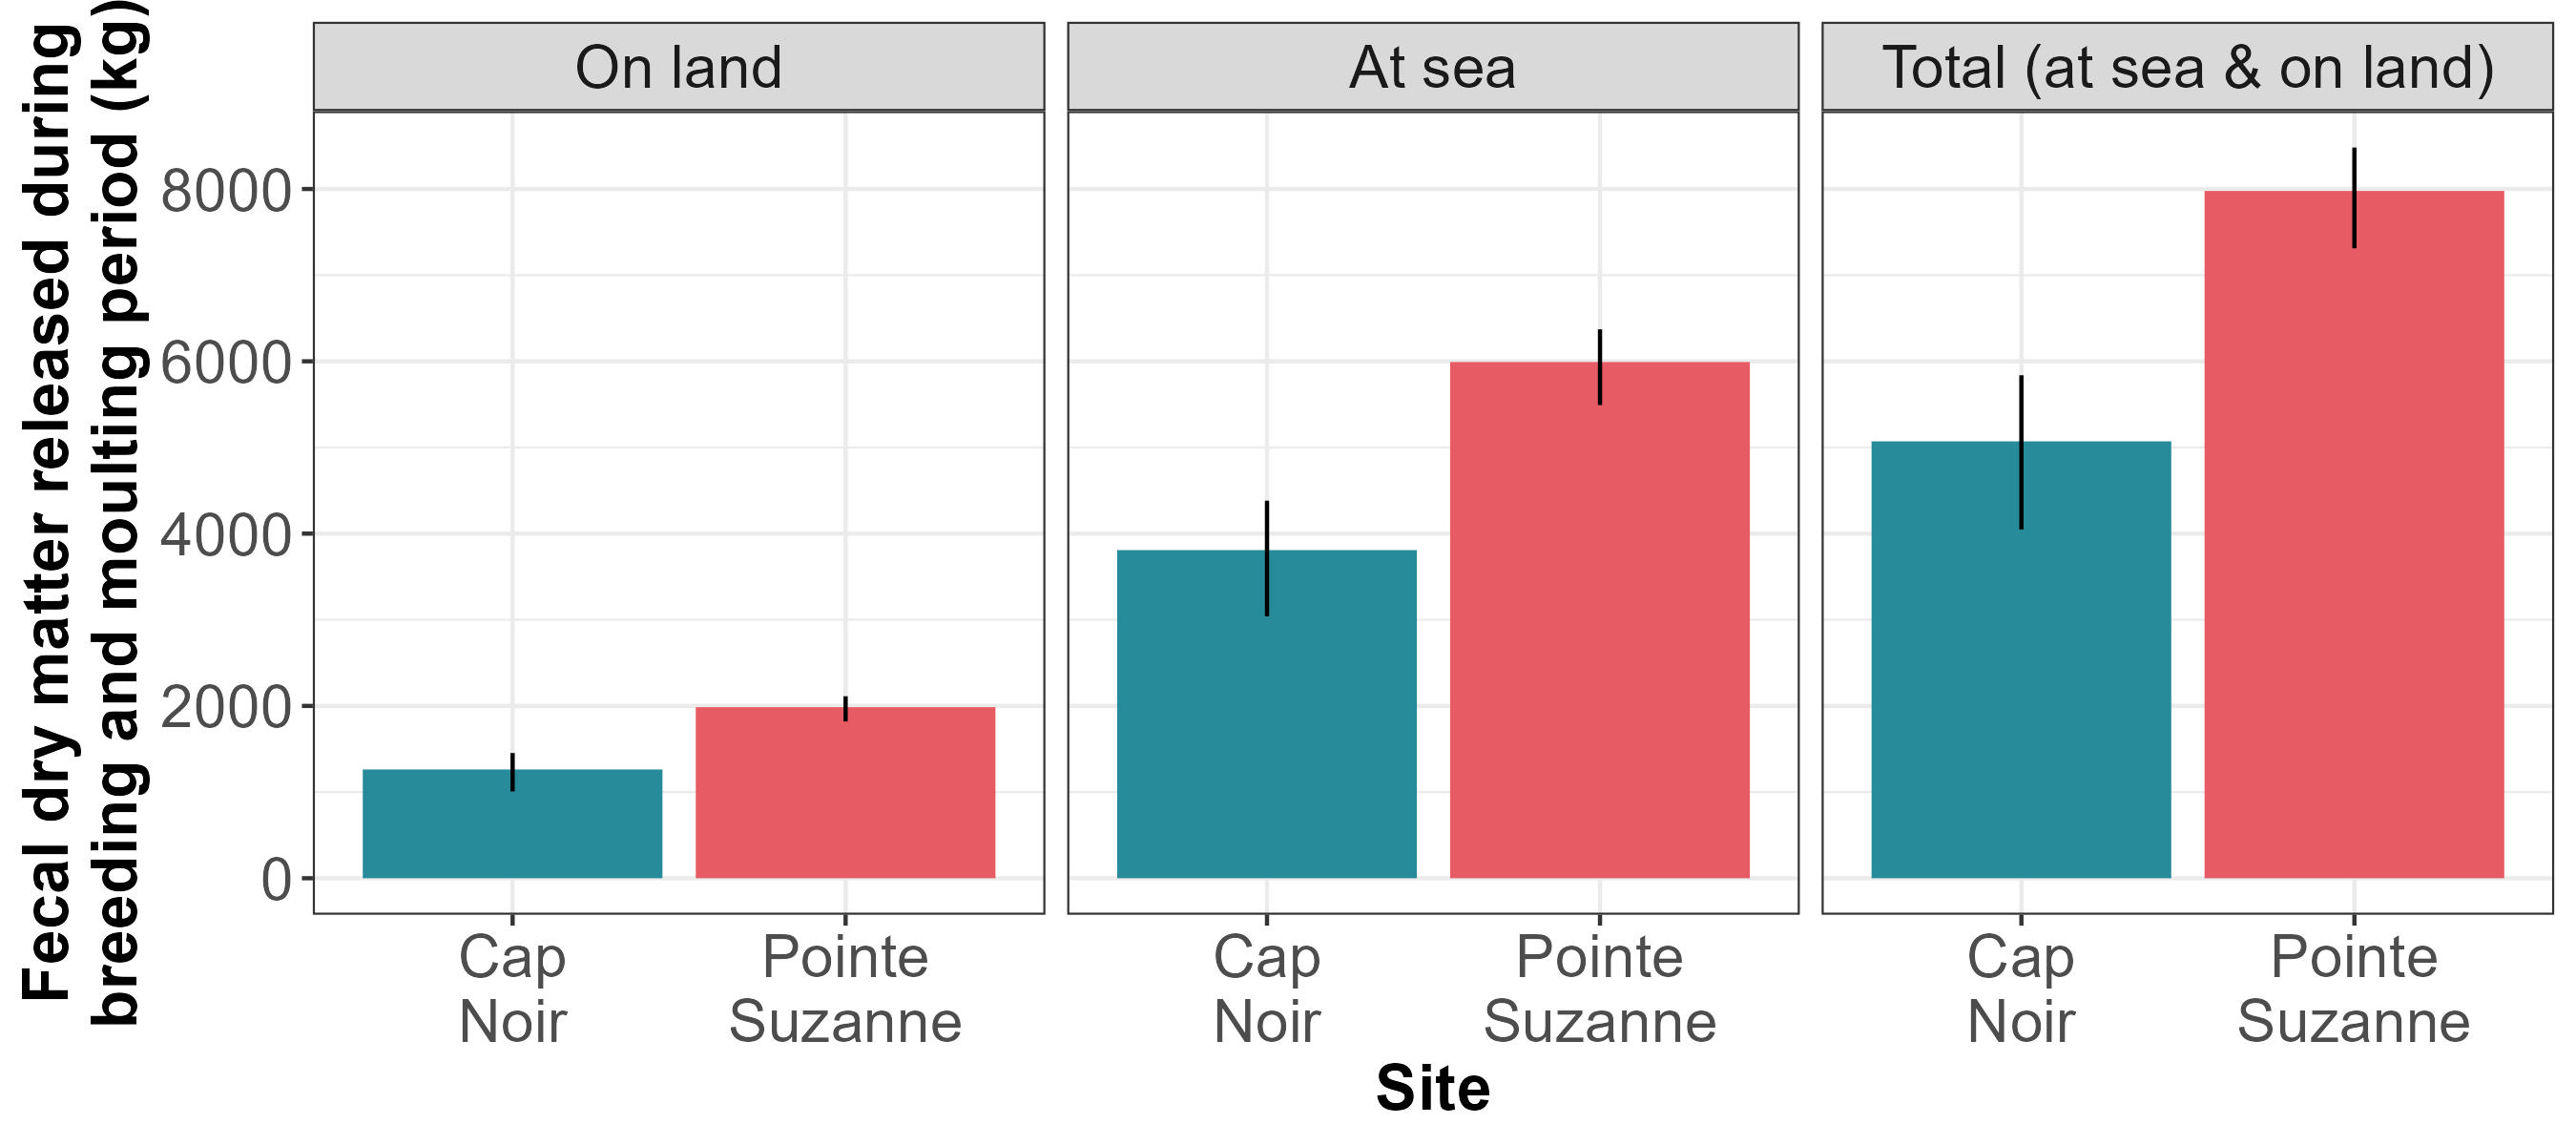 Fecal dry matter released during
breeding and moulting period (kg)
On land
At sea
Total (at sea & on land)
8000
6000
4000
2000
0
Cap
Noir
Pointe
Suzanne
Cap
Noir
Pointe
Suzanne
Cap
Noir
Pointe
Suzanne
Site